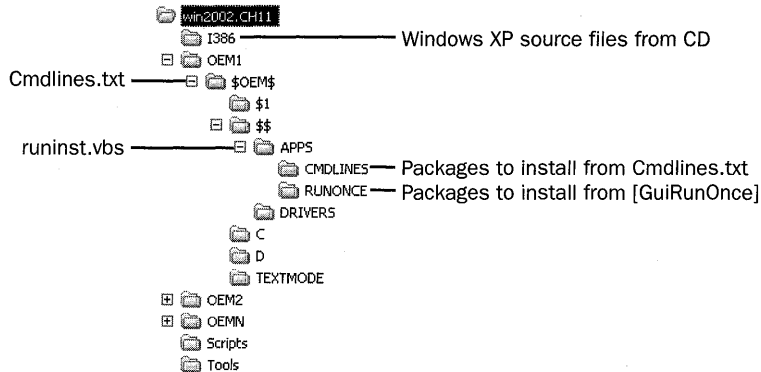 win2002.CH11
I386 Windows XP source files from CD
OEM1
Cmdlines.txt $OEM$
$1
$$
runinst.vbs APPS
CMDLINES Packages to install from Cmdlines.txt
RUNONCE Packages to install from [GuiRunOnce]
DRIVERS
C
D
TEXTMODE
OEM2
OEMN
Scripts
Tools